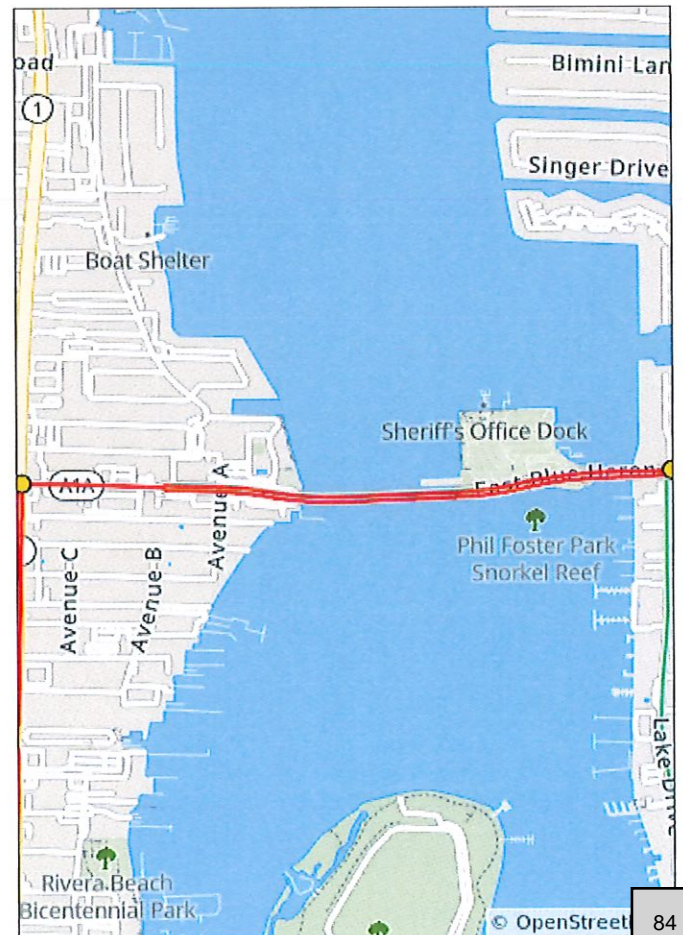 oad
Bimini Lan
1
Singer Drive
Boat Shelter
Sheriff's Office Dock
A1A
Avenue A
East Blue Heron
Phil Foster Park
Snorkel Reef
Avenue C
Avenue B
Lake Drive
Rivera Beach
Bicentennial Park
© OpenStreet
84